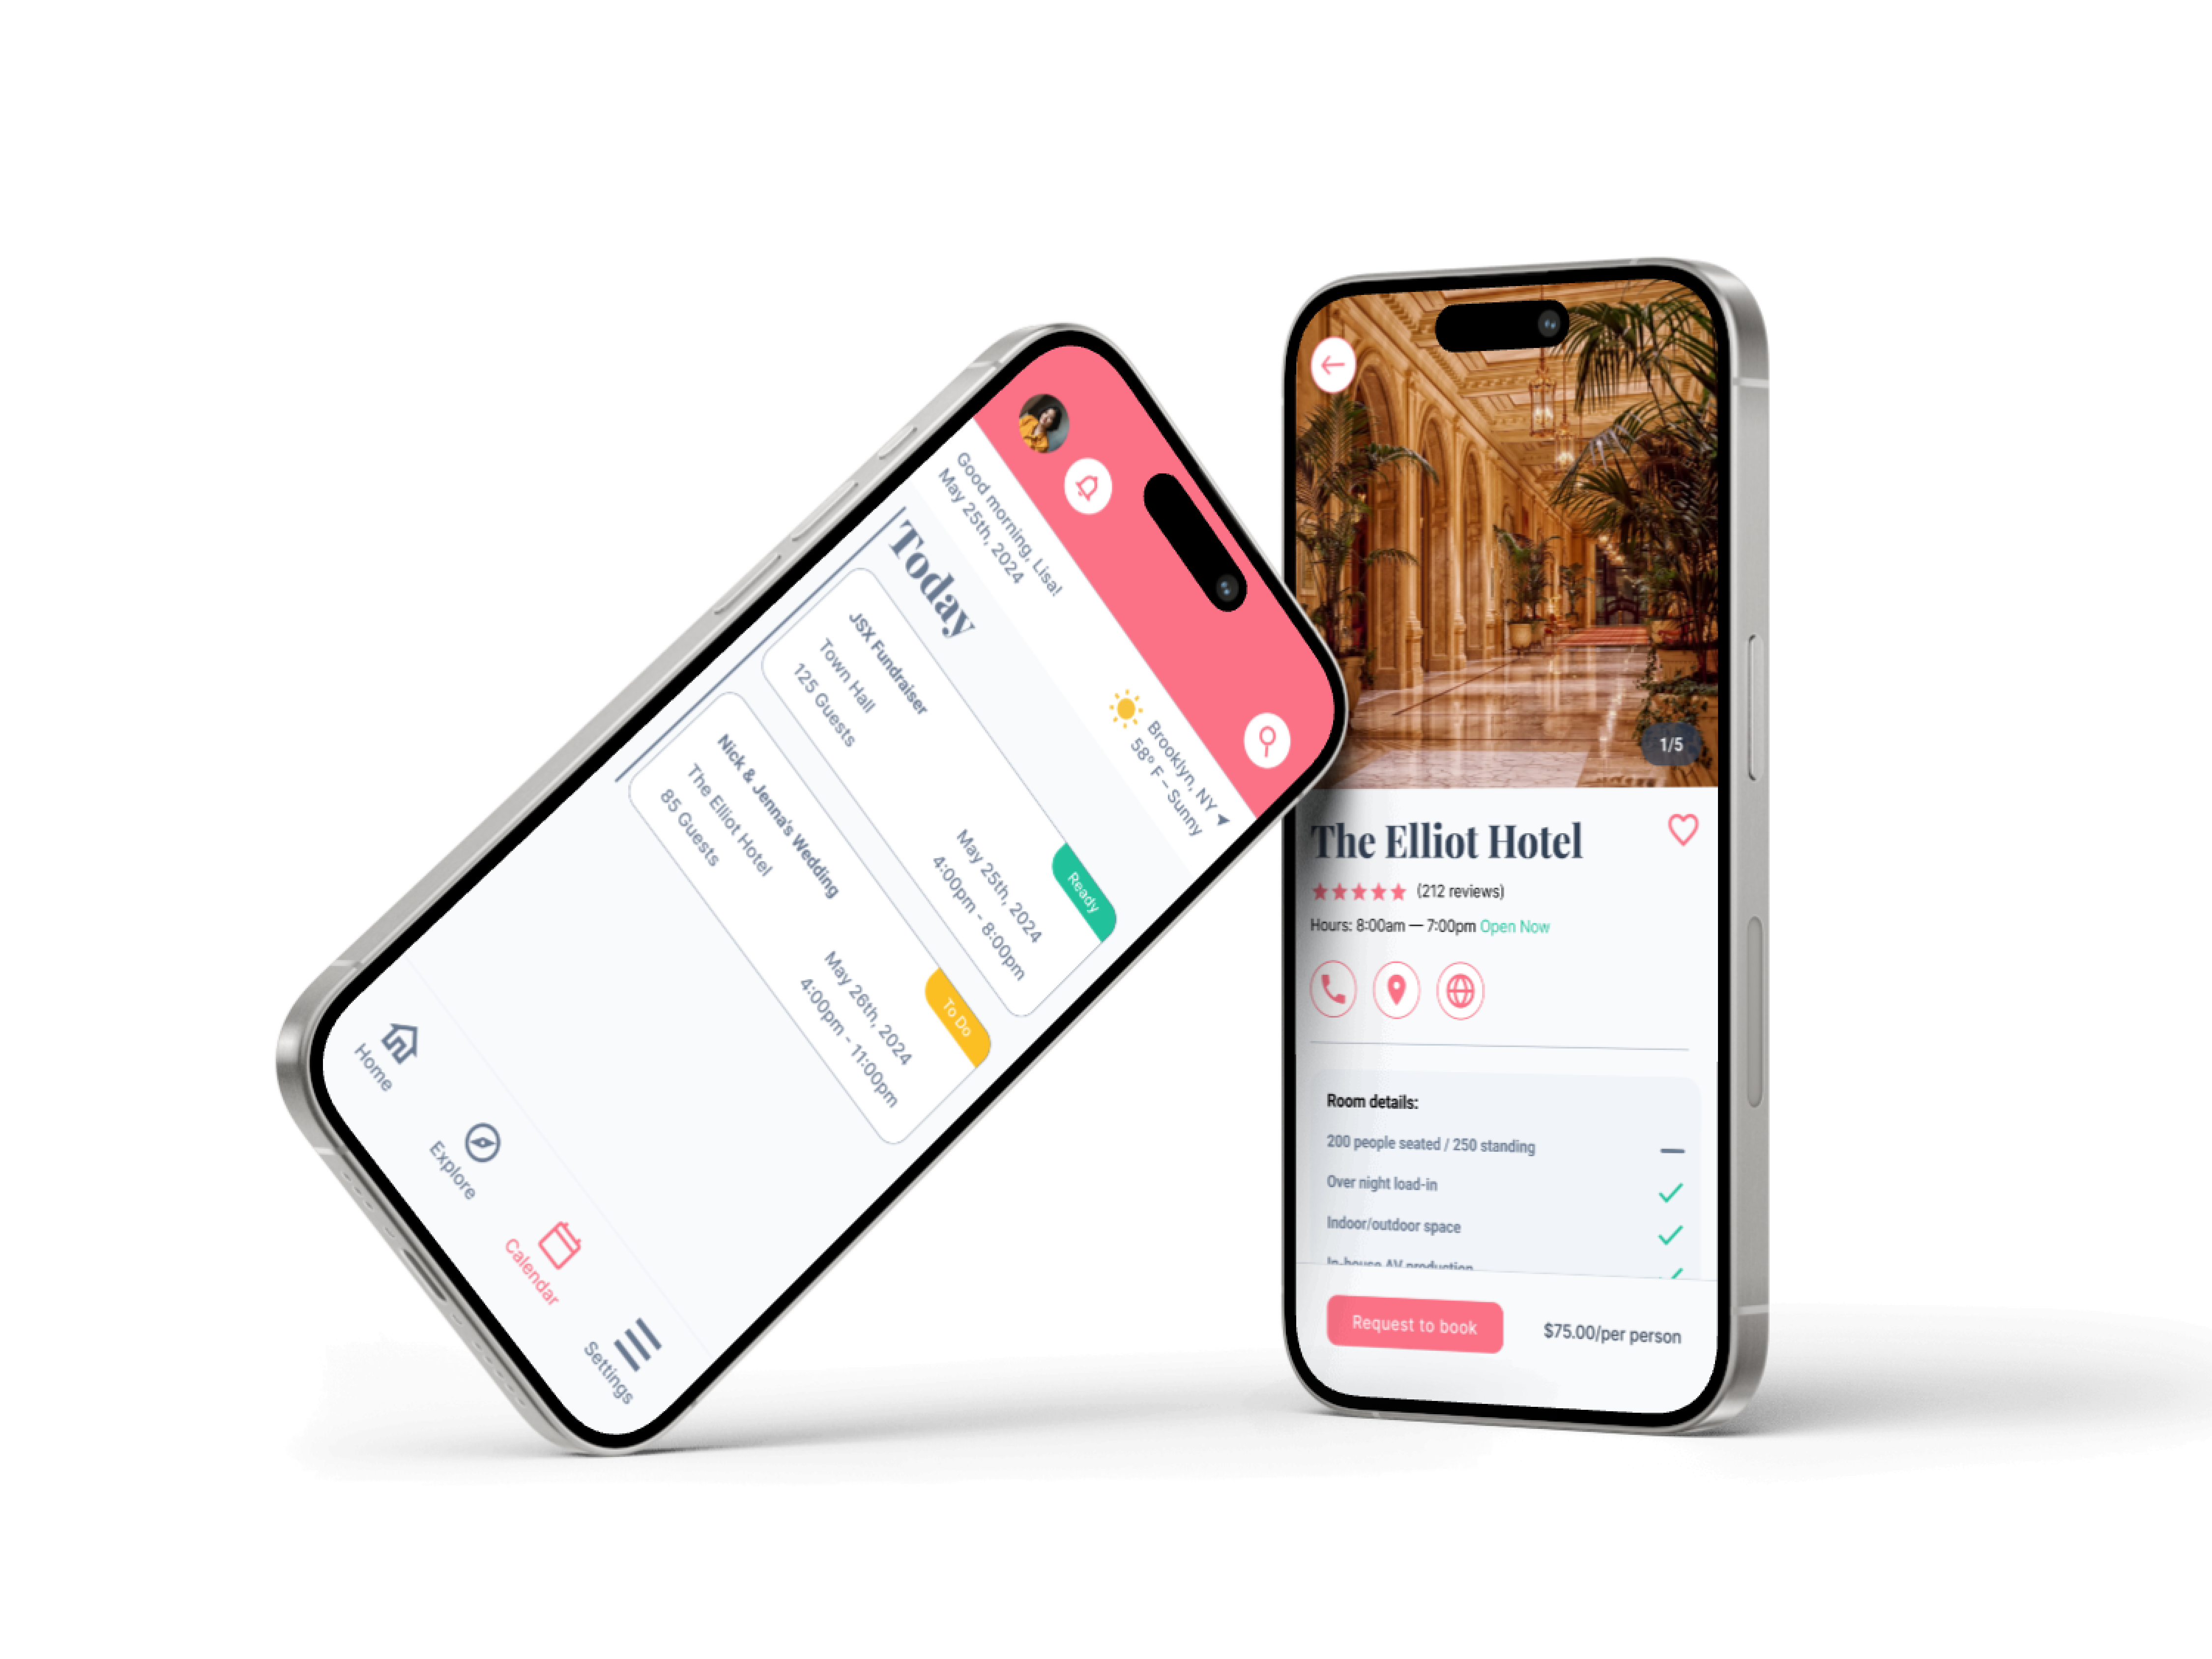 Good morning, Lisa!
May 25th, 2024
Brooklyn, NY
58° F – Sunny
Today
JSX Fundraiser
Town Hall
125 Guests
Ready
May 25th, 2024
4:00pm - 8:00pm
Nick & Jenna's Wedding
The Elliot Hotel
85 Guests
To Do
May 26th, 2024
4:00pm - 11:00pm
Home
Explore
Calendar
Settings
1/5
The Elliot Hotel
(212 reviews)
Hours: 8:00am — 7:00pm Open Now
Room details:
200 people seated / 250 standing
Over night load-in
Indoor/outdoor space
In-house AV production
Request to book
$75.00/per person